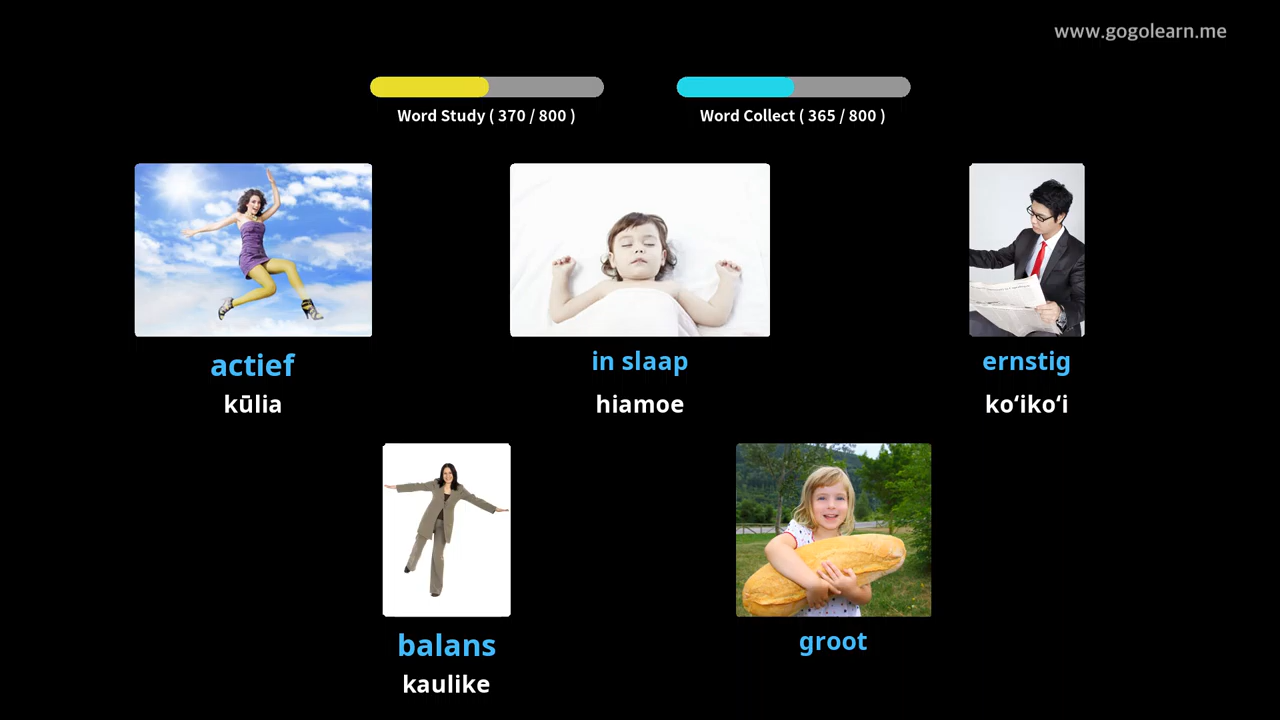 www.gogolearn.me
Word Study ( 370 / 800 )
Word Collect ( 365 / 800 )
actief
kūlia
in slaap
hiamoe
ernstig
koʻikoʻi
balans
kaulike
groot